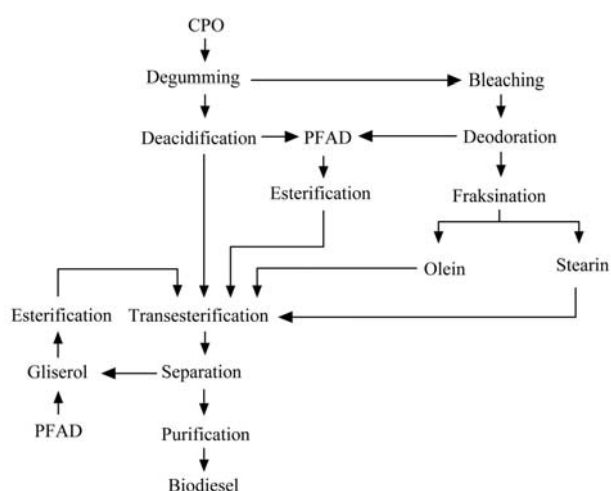 CPO
Degumming
Bleaching
Deacidification
PFAD
Deodoration
Esterification
Fraksination
Olein
Stearin
Esterification
Transesterification
Gliserol
Separation
PFAD
Purification
Biodiesel